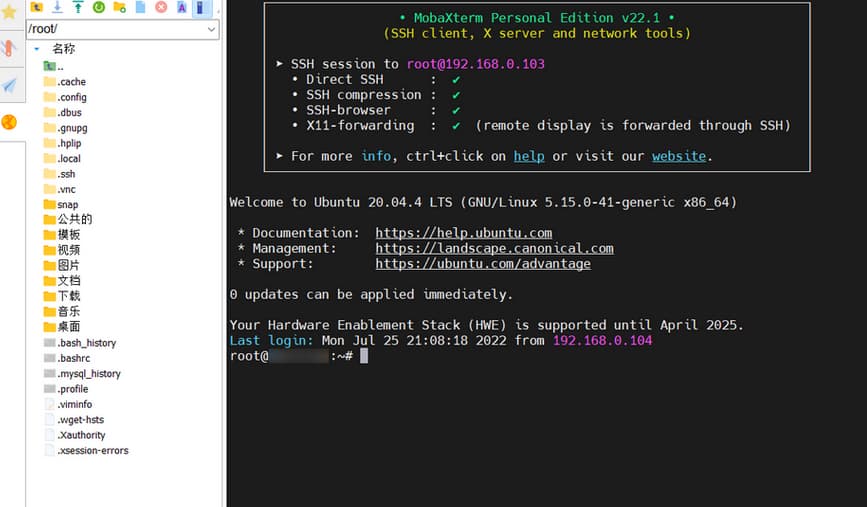 /root/
名称
..
.cache
.config
.dbus
.gnupg
.hplip
.local
.ssh
.vnc
snap
公共的
模板
视频
图片
文档
下载
音乐
桌面
.bash_history
.bashrc
.mysql_history
.profile
.viminfo
.wget-hsts
.Xauthority
.xsession-errors
• MobaXterm Personal Edition v22.1 •
(SSH client, X server and network tools)
➤ SSH session to root@192.168.0.103
• Direct SSH : ✔
• SSH compression : ✔
• SSH-browser : ✔
• X11-forwarding : ✔ (remote display is forwarded through SSH)
➤ For more info, ctrl+click on help or visit our website.
Welcome to Ubuntu 20.04.4 LTS (GNU/Linux 5.15.0-41-generic x86_64)
* Documentation: https://help.ubuntu.com
* Management: https://landscape.canonical.com
* Support: https://ubuntu.com/advantage
0 updates can be applied immediately.
Your Hardware Enablement Stack (HWE) is supported until April 2025.
Last login: Mon Jul 25 21:08:18 2022 from 192.168.0.104
root@ :~#